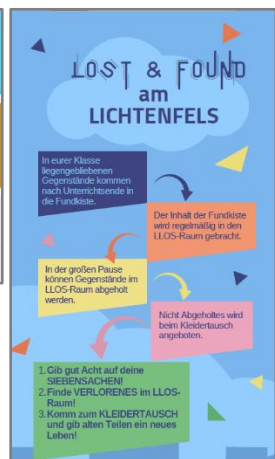 LOST & FOUND
am
LICHTENFELS
In eurer Klasse
liegengebliebenen
Gegenstände kommen
nach Unterrichtsende in
die Fundkiste.
Der Inhalt der Fundkiste
wird regelmäßig in den
LLOS-Raum gebracht.
In der großen Pause
können Gegenstände im
LLOS-Raum abgeholt
werden.
Nicht Abgeholtes wird
beim Kleidertausch
angeboten.
1. Gib gut Acht auf deine
SIEBENSACHEN!
2. Finde VERLORENES im LLOS-
Raum!
3. Komm zum KLEIDERTAUSCH
und gib alten Teilen ein neues
Leben!